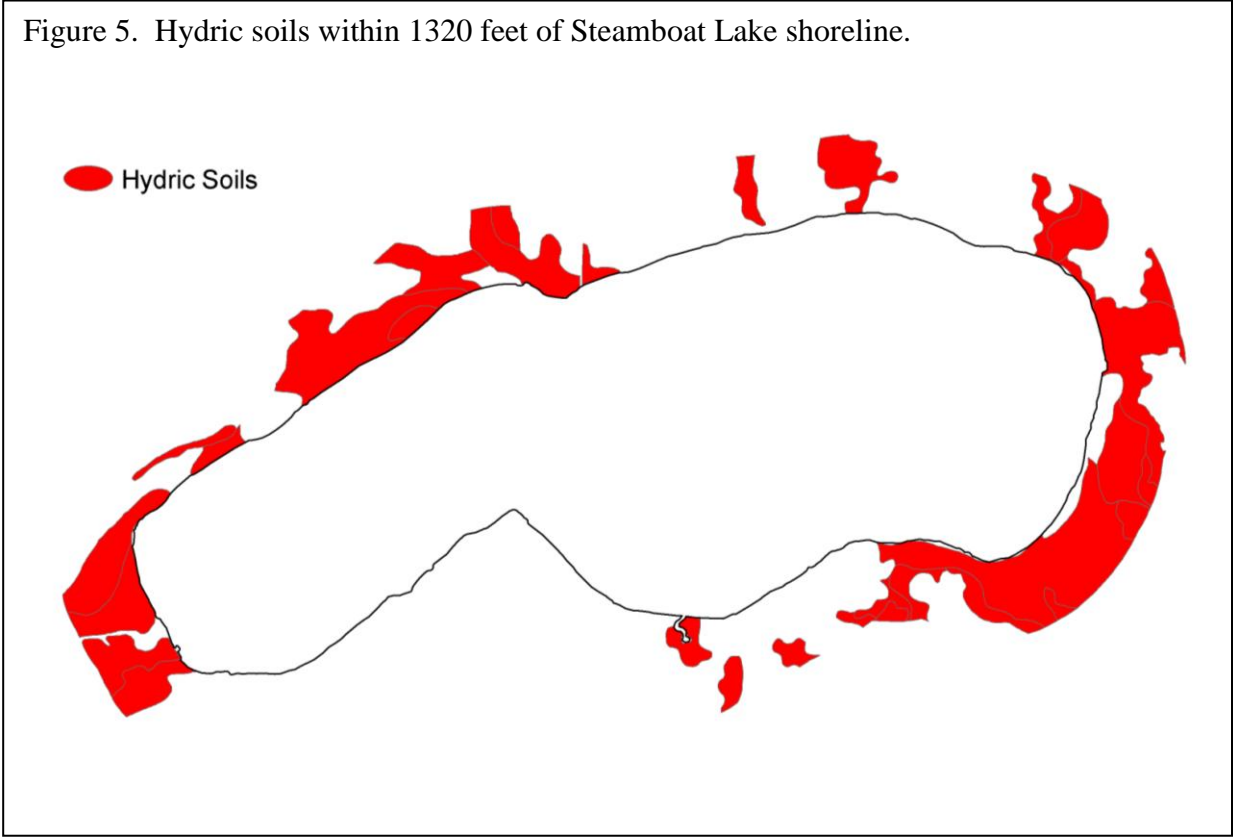 Figure 5.  Hydric soils within 1320 feet of Steamboat Lake shoreline.
Hydric Soils